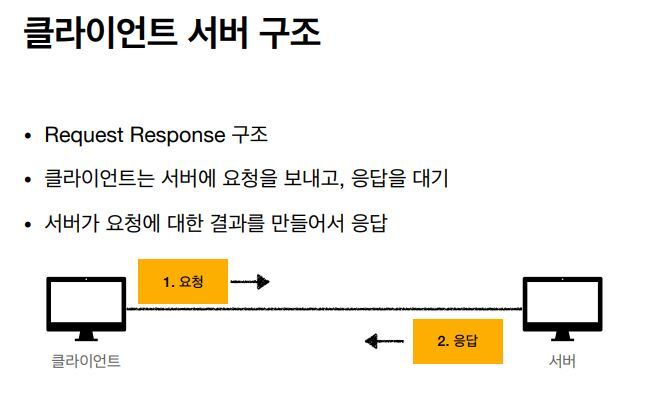 클라이언트 서버 구조
• Request Response 구조
• 클라이언트는 서버에 요청을 보내고, 응답을 대기
• 서버가 요청에 대한 결과를 만들어서 응답
1. 요청
2. 응답
클라이언트
서버